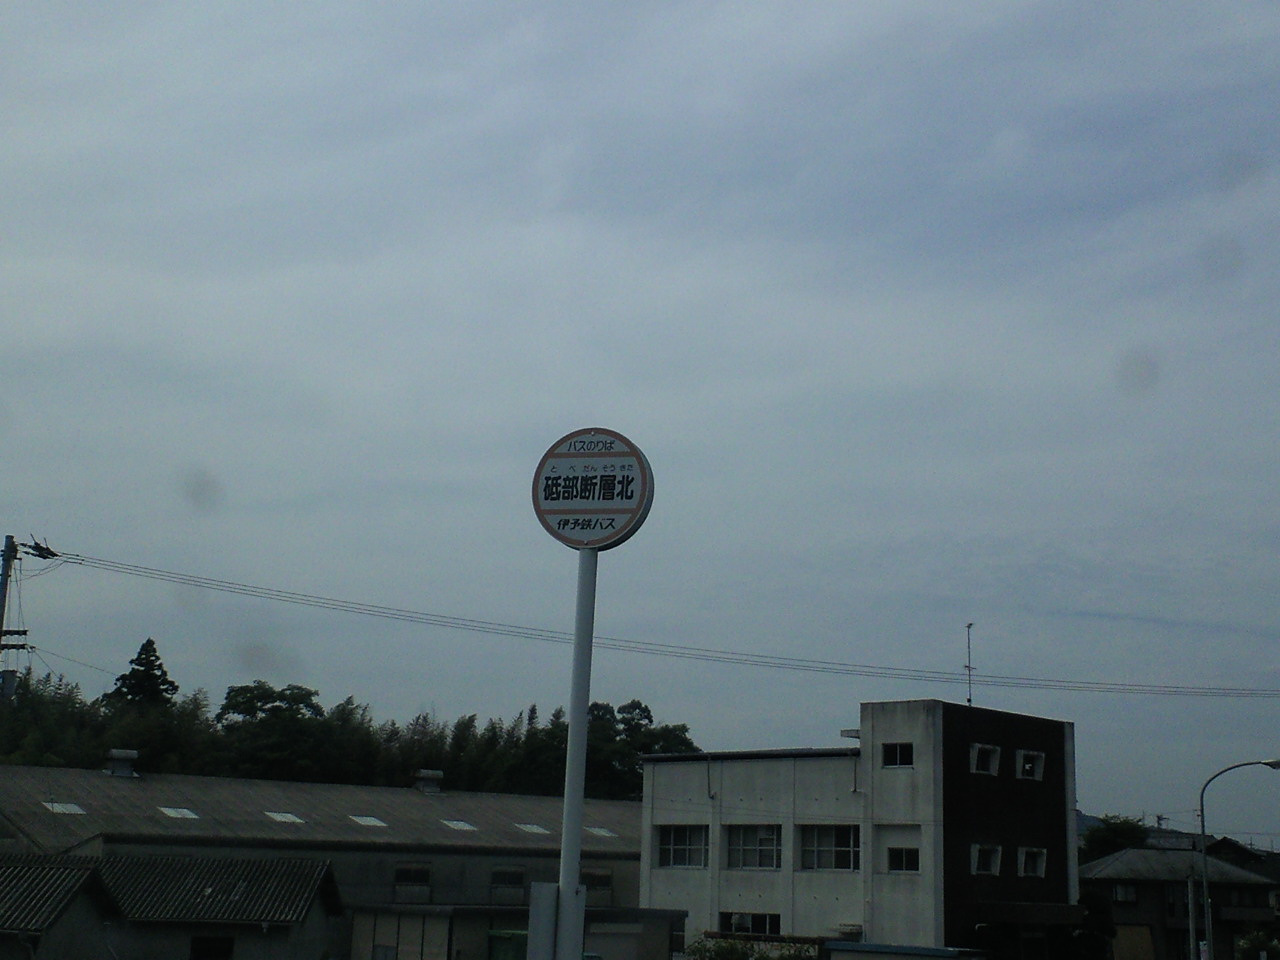 バスのりば
とべだんそうきた
砥部断層北
伊予鉄バス